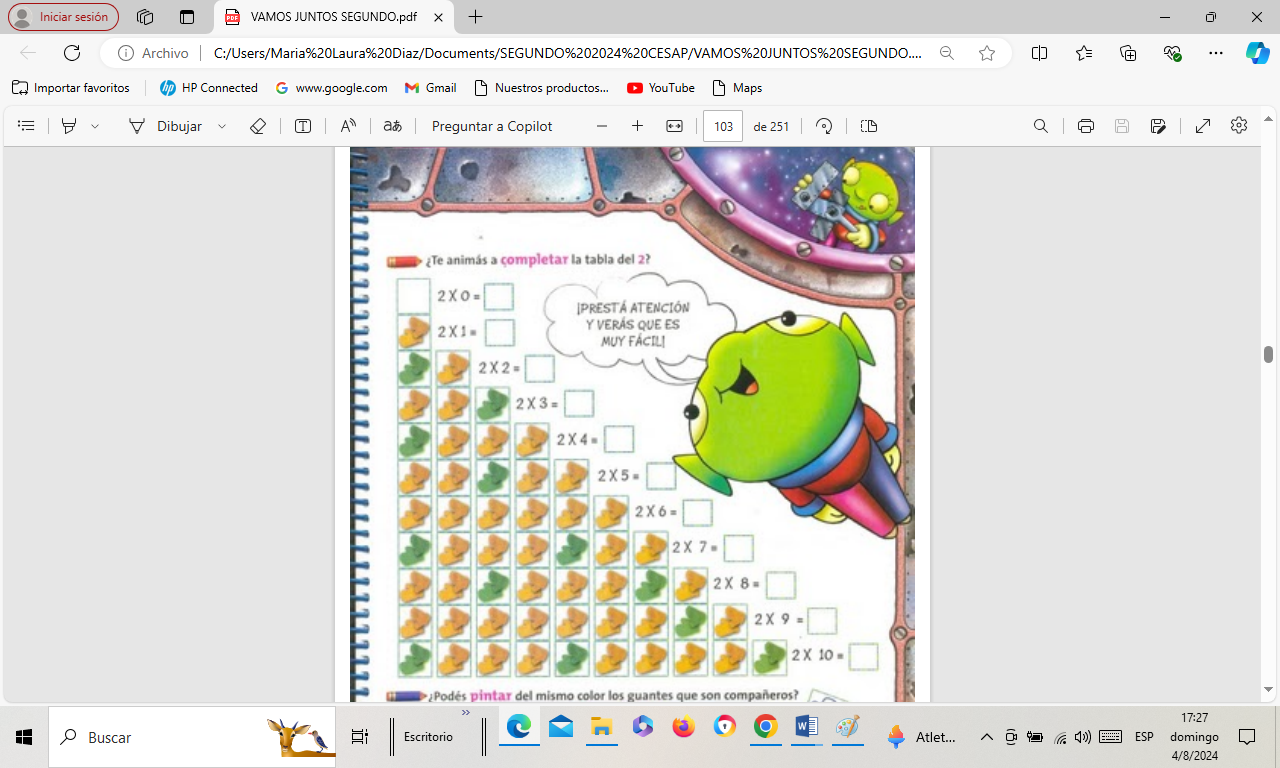 Iniciar sesión
VAMOS JUNTOS SEGUNDO.pdf
Archivo
C:/Users/Maria%20Laura%20Diaz/Documents/SEGUNDO%202024%20CESAP/VAMOS%20JUNTOS%20SEGUNDO....
Importar favoritos
HP Connected
www.google.com
Gmail
Nuestros productos...
YouTube
Maps
Dibujar
Preguntar a Copilot
103
de 251
¿Te animás a completar la tabla del 2?
2 X 0 =
¡PRESTÁ ATENCIÓN
Y VERÁS QUE ES
MUY FÁCIL!
2 X 1 =
2 X 2 =
2 X 3 =
2 X 4 =
2 X 5 =
2 X 6 =
2 X 7 =
2 X 8 =
2 X 9 =
2 X 10 =
¿Podés pintar del mismo color los guantes que son compañeros?
Buscar
Escritorio
Atlet...
ESP
17:27
domingo
4/8/2024